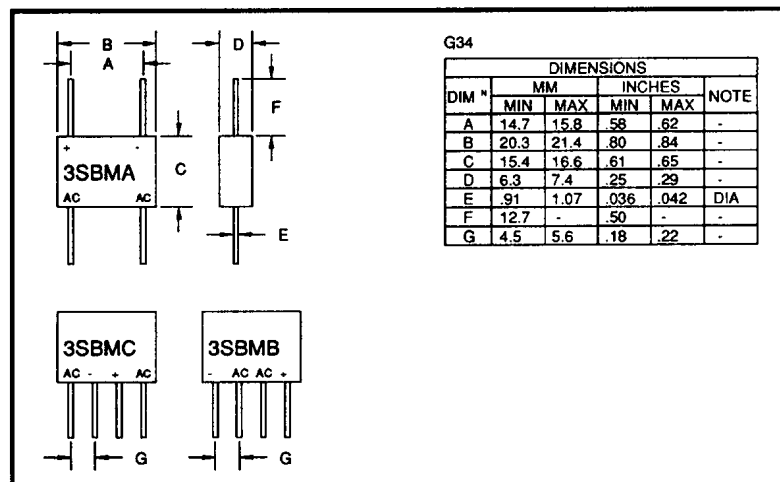 B
A
D
F
+ -
3SBMA
C
AC AC
E
3SBMC
AC - + AC
G
3SBMB
- AC AC +
G
G34
DIMENSIONS
DIM N MM INCHES NOTE
MIN MAX MIN MAX
A 14.7 15.8 .58 .62 -
B 20.3 21.4 .80 .84 -
C 15.4 16.6 .61 .65 -
D 6.3 7.4 .25 .29 -
E .91 1.07 .036 .042 DIA
F 12.7 - .50 - -
G 4.5 5.6 .18 .22 -